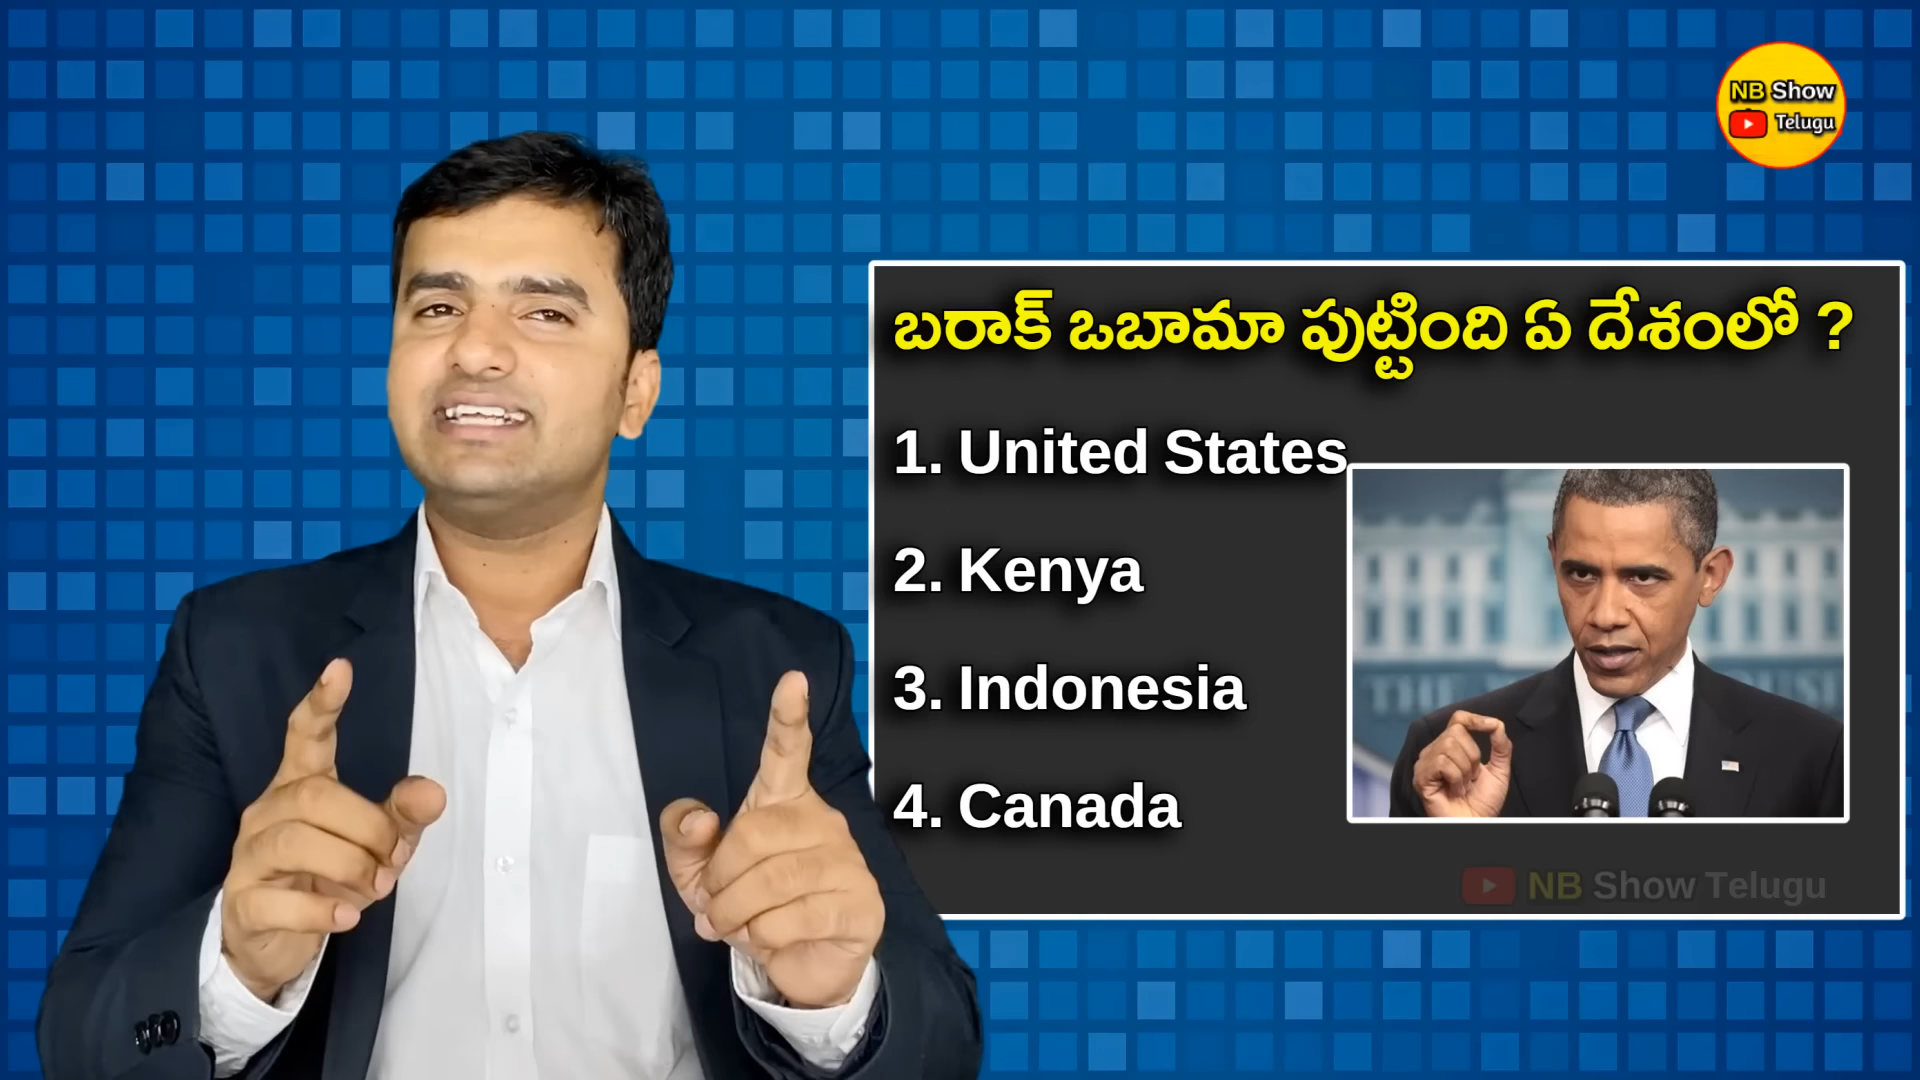 NB Show
Telugu
బరాక్ ఒబామా పుట్టింది ఏ దేశంలో ?
1. United States
2. Kenya
3. Indonesia
4. Canada
NB Show Telugu